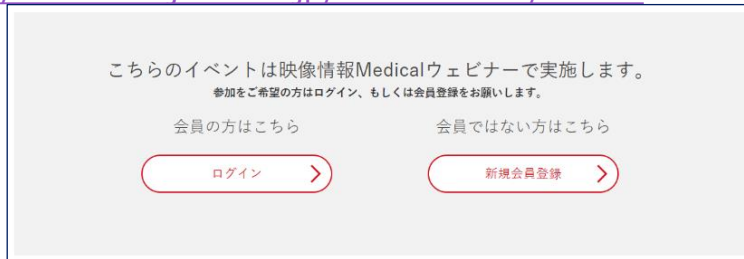 こちらのイベントは映像情報Medicalウェビナーで実施します。
参加をご希望の方はログイン、もしくは会員登録をお願いします。
会員の方はこちら
会員ではない方はこちら
ログイン
新規会員登録